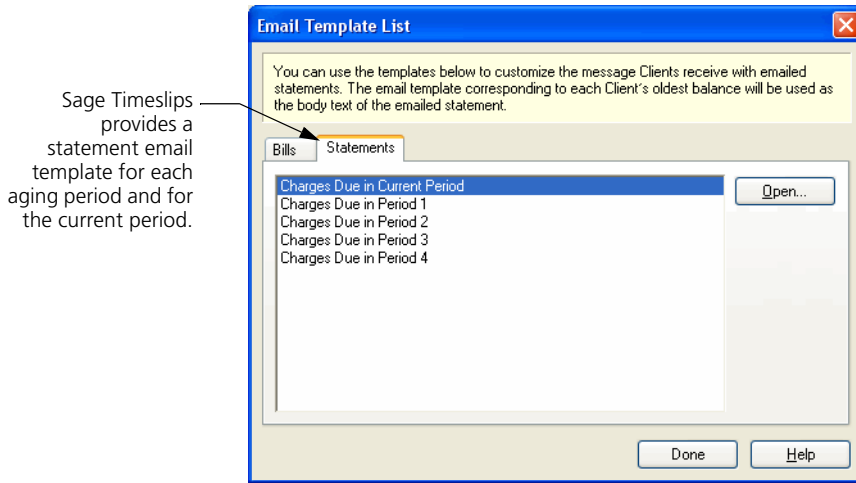 Email Template List
You can use the templates below to customize the message Clients receive with emailed
statements. The email template corresponding to each Client's oldest balance will be used as
the body text of the emailed statement.
Sage Timeslips
provides a
statement email
template for each
aging period and for
the current period.
Bills
Statements
Charges Due in Current Period
Charges Due in Period 1
Charges Due in Period 2
Charges Due in Period 3
Charges Due in Period 4
Open...
Done
Help